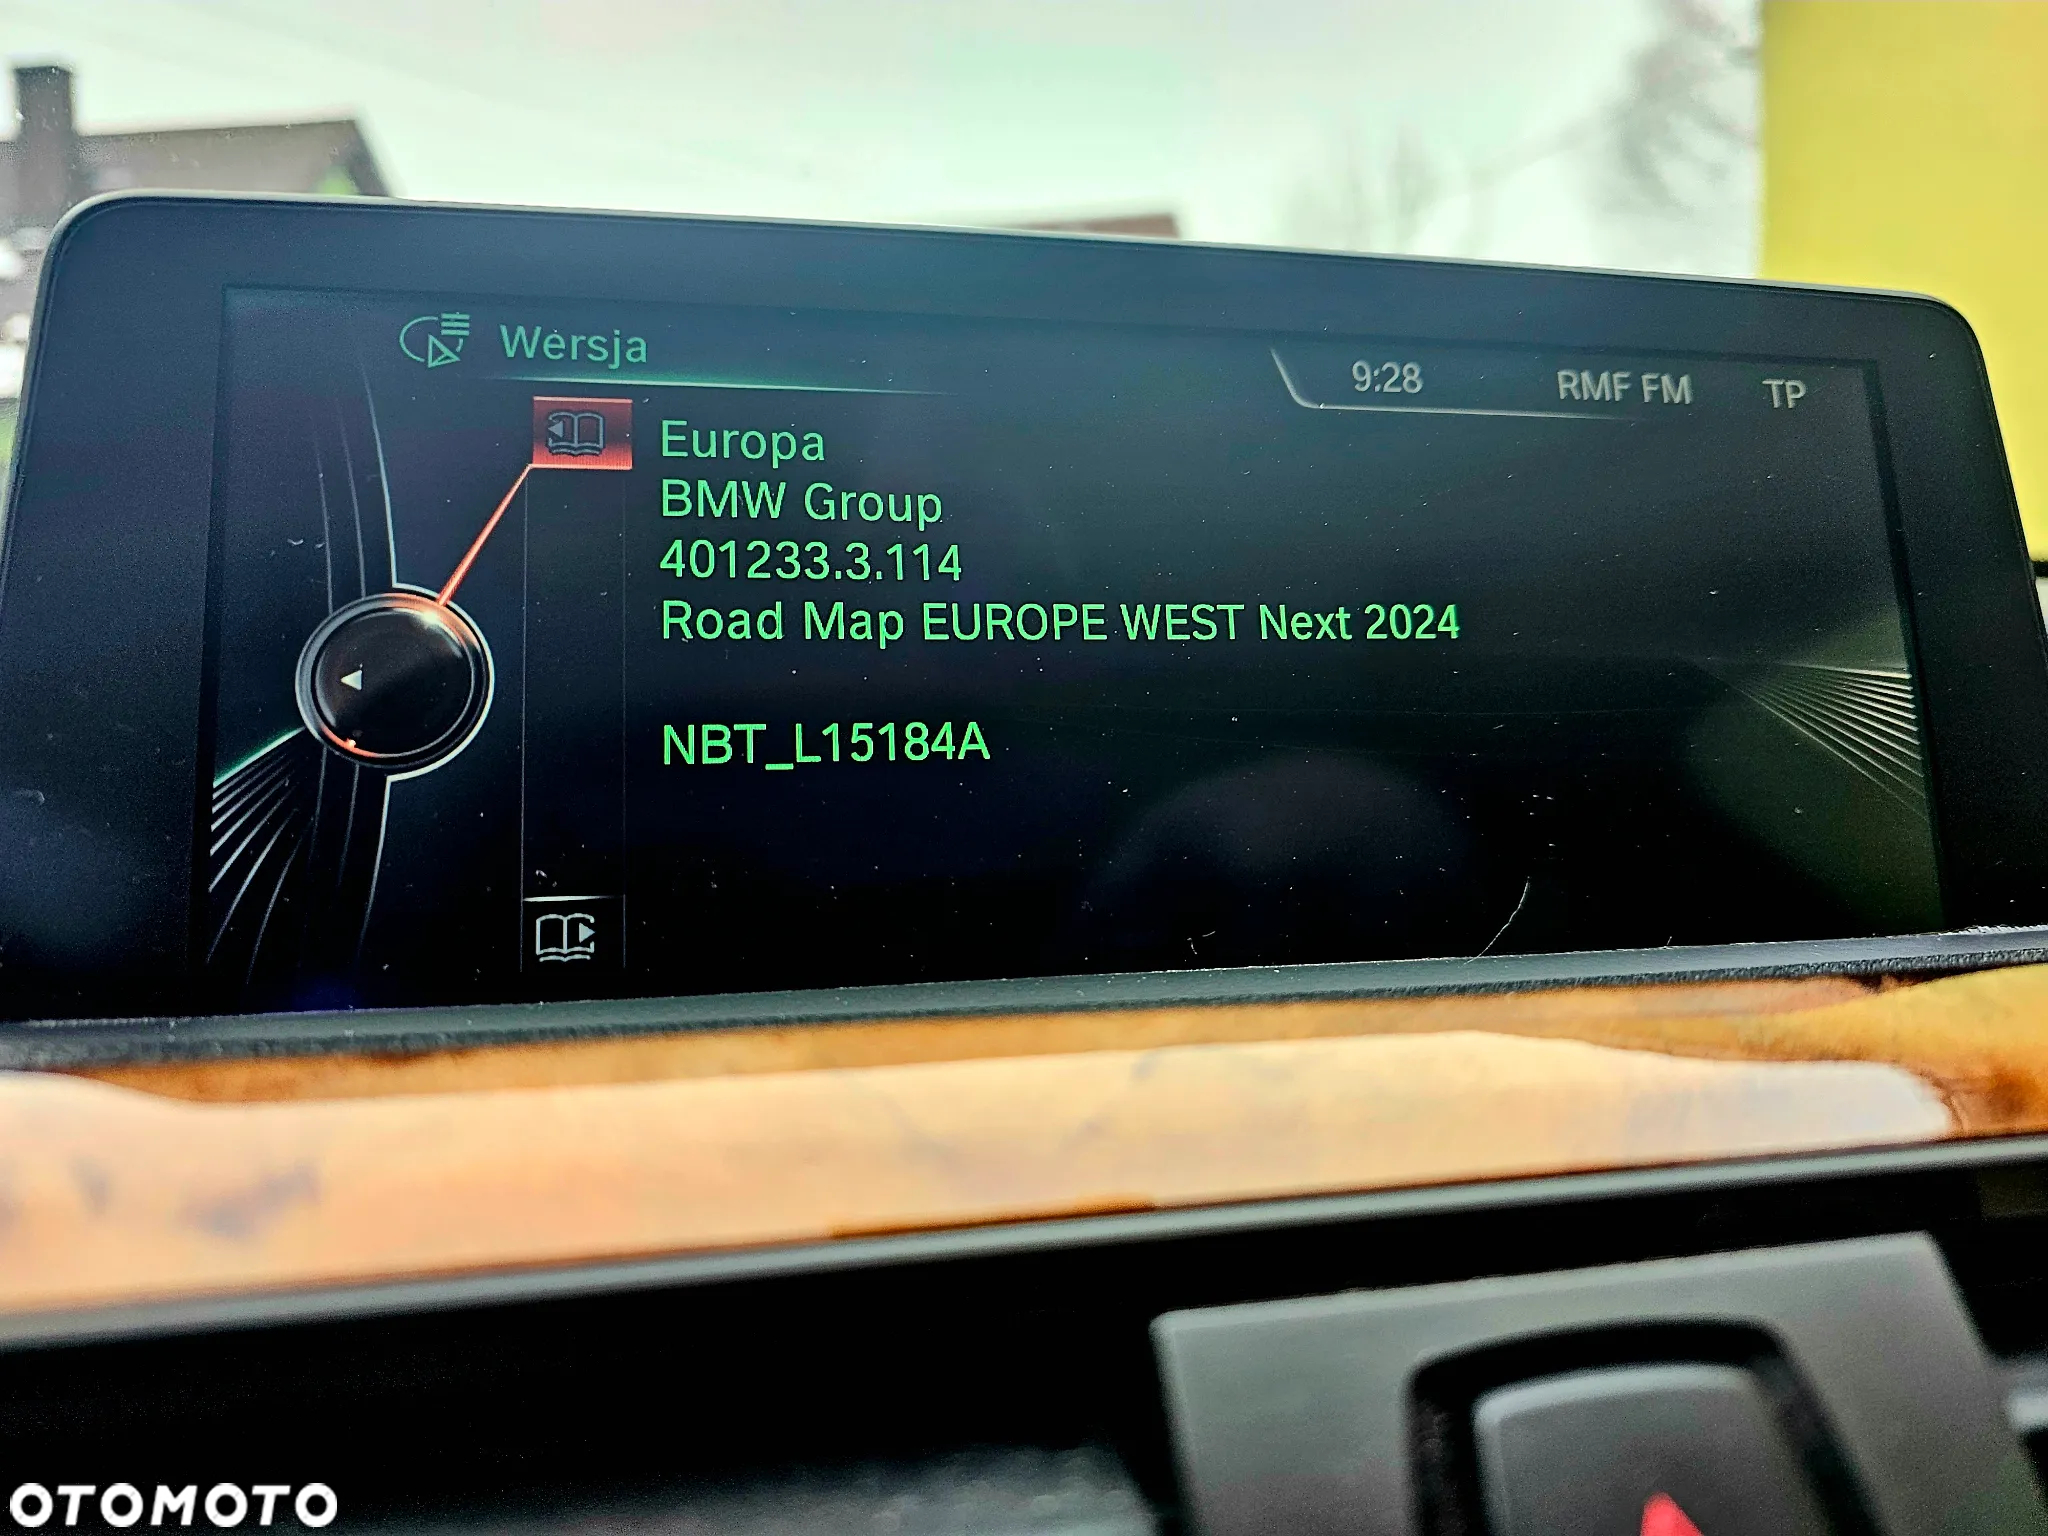 Wersja
9:28
RMF FM
TP
Europa
BMW Group
401233.3.114
Road Map EUROPE WEST Next 2024
NBT_L15184A
OTOMOTO